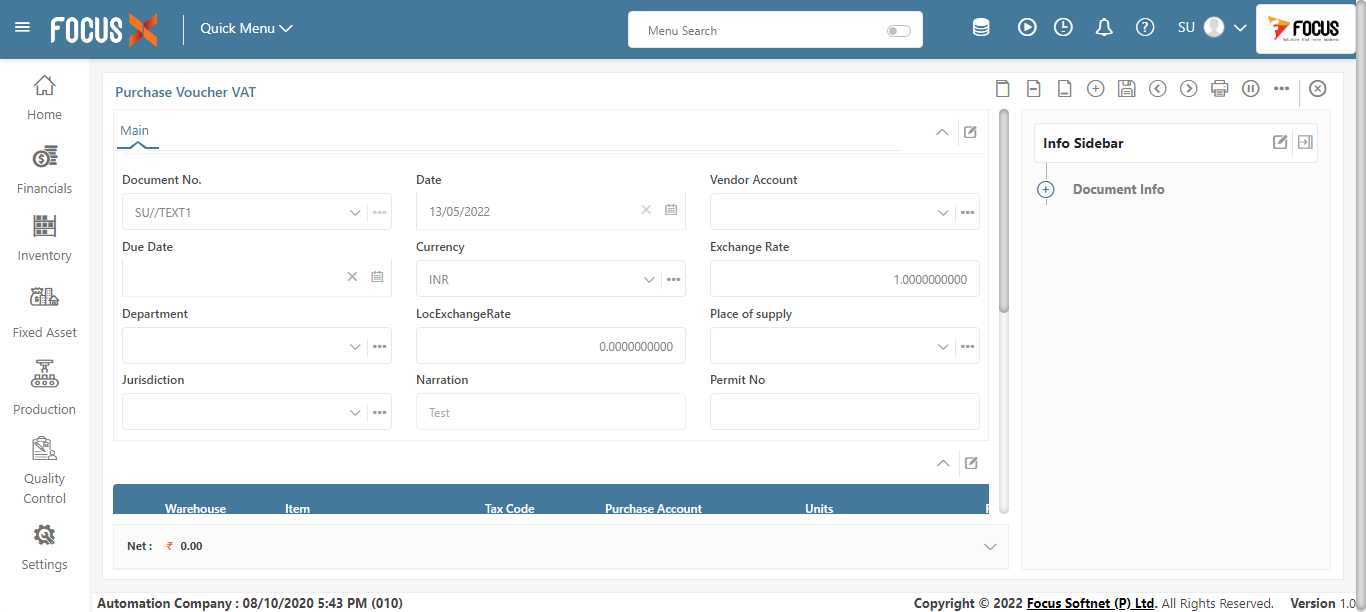 FOCUS X
Quick Menu
Menu Search
SU
FOCUS
Home
Financials
Inventory
Fixed Asset
Production
Quality
Control
Settings
Purchase Voucher VAT
Main
Document No.
Date
Vendor Account
SU//TEXT1
13/05/2022
Due Date
Currency
Exchange Rate
INR
1.0000000000
Department
LocExchangeRate
Place of supply
0.0000000000
Jurisdiction
Narration
Permit No
Test
Warehouse Item Tax Code Purchase Account Units
Net : ₹ 0.00
Info Sidebar
Document Info
Automation Company : 08/10/2020 5:43 PM (010)
Copyright © 2022 Focus Softnet (P) Ltd. All Rights Reserved. Version 1.0